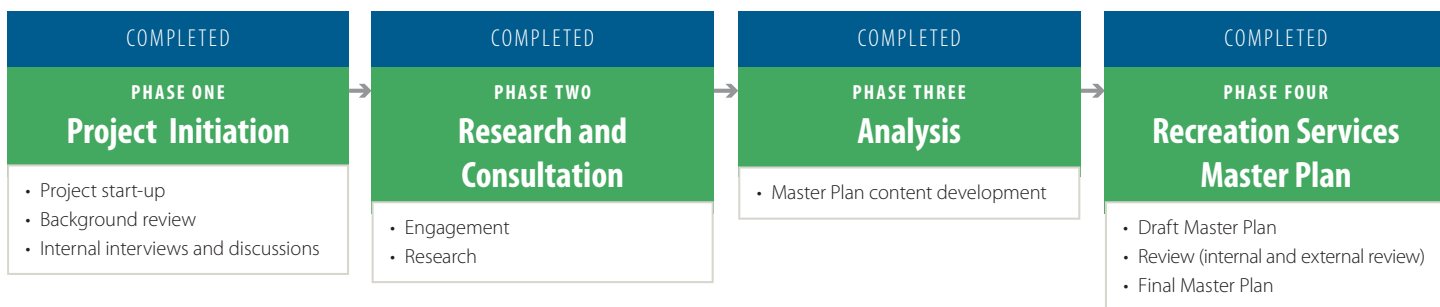 COMPLETED
PHASE ONE
Project Initiation
• Project start-up
• Background review
• Internal interviews and discussions
COMPLETED
PHASE TWO
Research and
Consultation
• Engagement
• Research
COMPLETED
PHASE THREE
Analysis
• Master Plan content development
COMPLETED
PHASE FOUR
Recreation Services
Master Plan
• Draft Master Plan
• Review (internal and external review)
• Final Master Plan